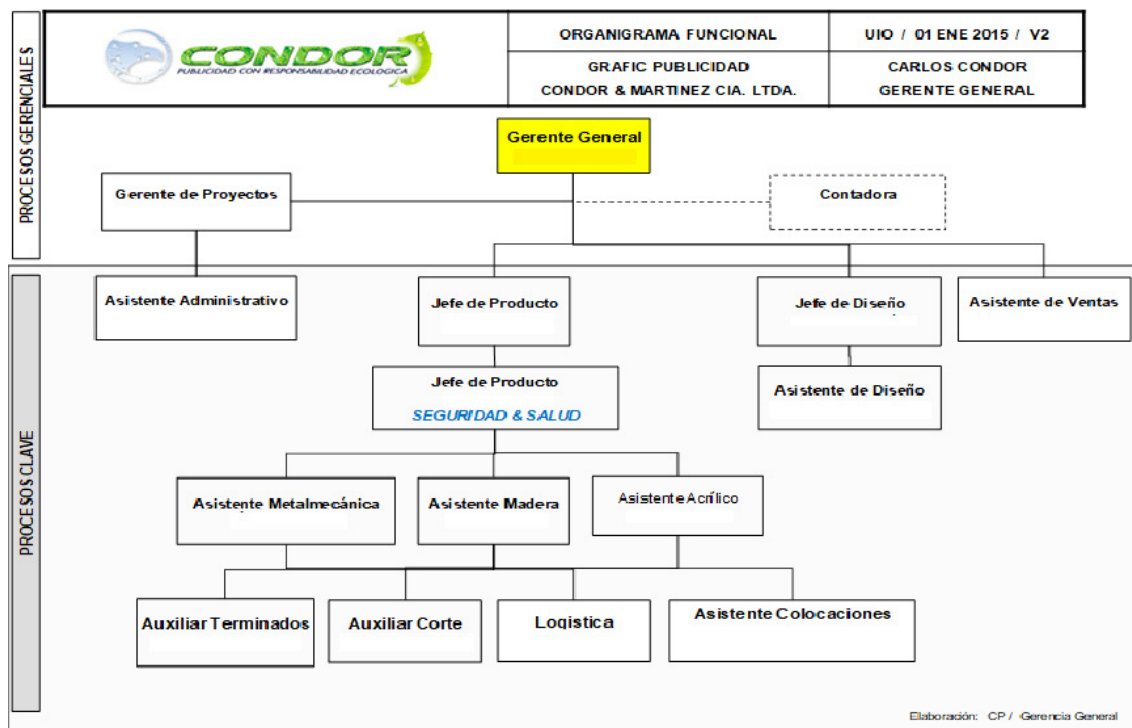 PROCESOS GERENCIALES
CONDOR
PUBLICIDAD CON RESPONSABILIDAD ECOLOGICA
ORGANIGRAMA FUNCIONAL
UIO / 01 ENE 2015 / V2
GRAFIC PUBLICIDAD
CONDOR & MARTINEZ CIA. LTDA.
CARLOS CONDOR
GERENTE GENERAL
Gerente General
Gerente de Proyectos
Contadora
PROCESOS CLAVE
Asistente Administrativo
Jefe de Producto
Jefe de Diseño
Asistente de Ventas
Jefe de Producto
SEGURIDAD & SALUD
Asistente de Diseño
Asistente Metalmecánica
Asistente Madera
Asistente Acrílico
Auxiliar Terminados
Auxiliar Corte
Logistica
Asistente Colocaciones
Elaboración: CP / Gerencia General